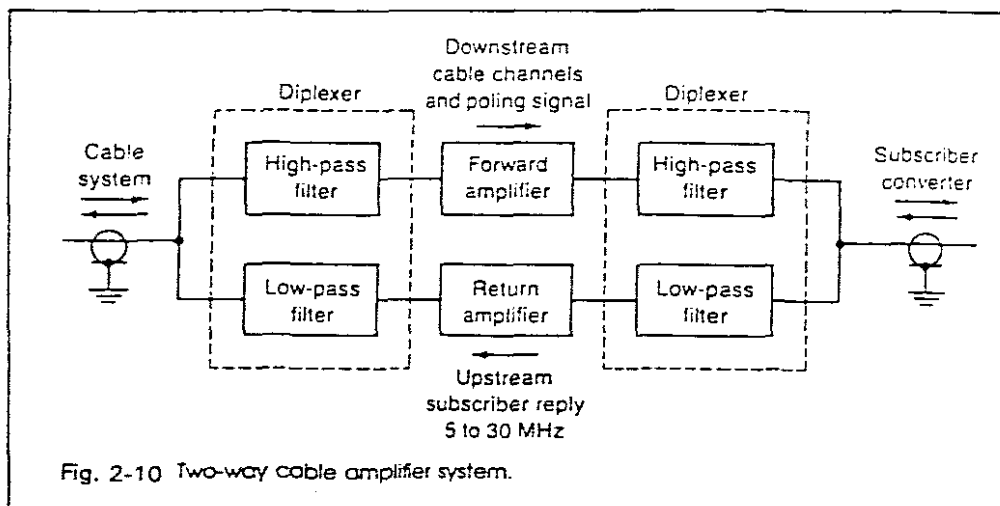 Downstream
cable channels
and poling signal
Diplexer
Diplexer
Cable
system
High-pass
filter
Forward
amplifier
High-pass
filter
Subscriber
converter
Low-pass
filter
Return
amplifier
Low-pass
filter
Upstream
subscriber reply
5 to 30 MHz
Fig. 2-10 Two-way cable amplifier system.